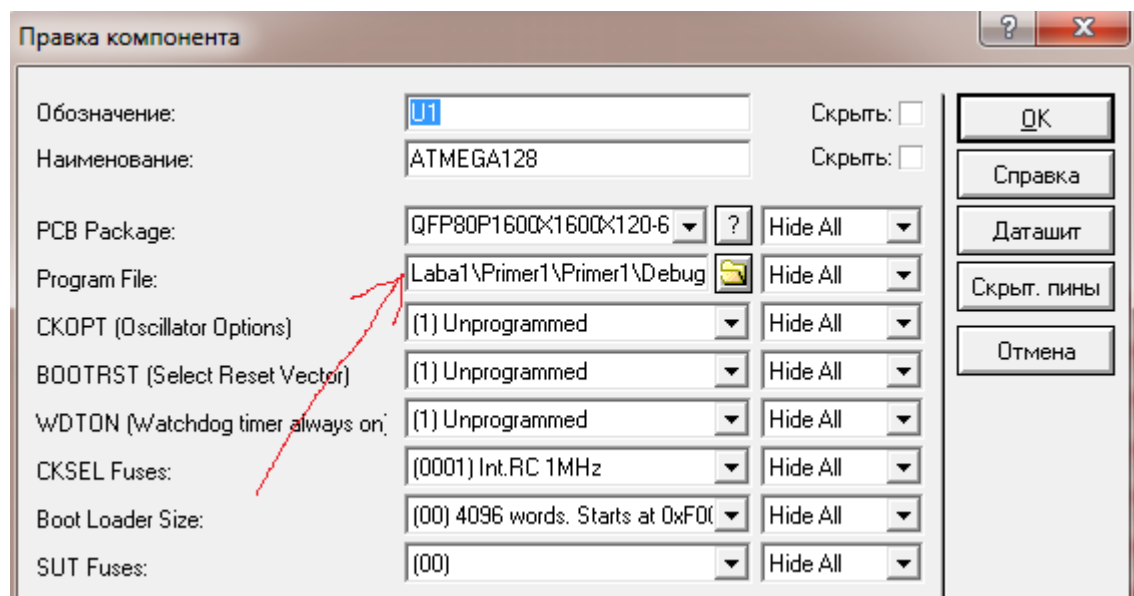 Правка компонента
Обозначение: U1 Скрыть: OK
Наименование: ATMEGA128 Скрыть: Справка
PCB Package: QFP80P1600X1600X120-6 ? Hide All Даташит
Program File: Laba1\Primer1\Primer1\Debug Hide All Скрыт. пины
CKOPT (Oscillator Options) (1) Unprogrammed Hide All Отмена
BOOTRST (Select Reset Vector) (1) Unprogrammed Hide All
WDTON (Watchdog timer always on) (1) Unprogrammed Hide All
CKSEL Fuses: (0001) Int.RC 1MHz Hide All
Boot Loader Size: (00) 4096 words. Starts at 0xF0( Hide All
SUT Fuses: (00) Hide All